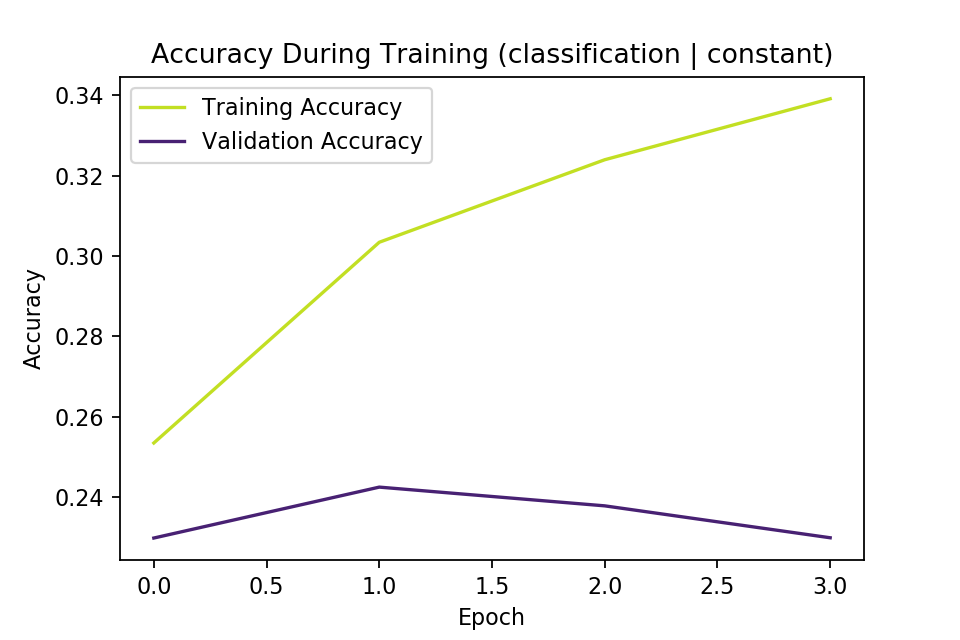 Accuracy During Training (classification | constant)
Training Accuracy
Validation Accuracy
0.34
0.32
0.30
0.28
0.26
0.24
Accuracy
0.0 0.5 1.0 1.5 2.0 2.5 3.0
Epoch